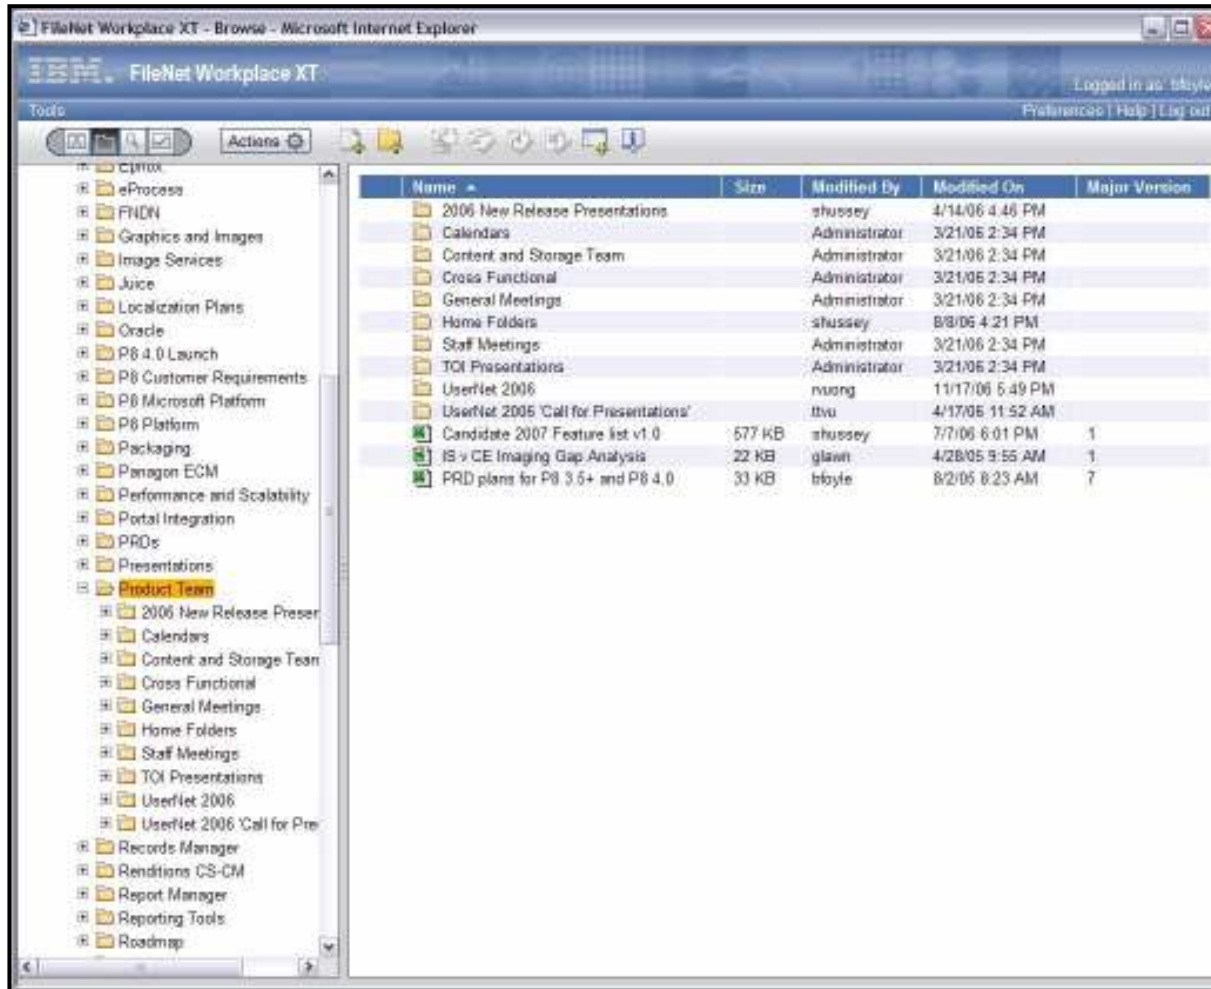 FileNet Workplace XT - Browse - Microsoft Internet Explorer
IBM. FileNet Workplace XT
Logged in as: bfoyle
Tools
Preferences | Help | Log out
Actions
eProcess
FNDN
Graphics and Images
Image Services
Juice
Localization Plans
Oracle
P8 4.0 Launch
P8 Customer Requirements
P8 Microsoft Platform
P8 Platform
Packaging
Panagon ECM
Performance and Scalability
Portal Integration
PRDs
Presentations
Product Team
2006 New Release Presen
Calendars
Content and Storage Tean
Cross Functional
General Meetings
Home Folders
Staff Meetings
TOI Presentations
UserNet 2006
UserNet 2006 'Call for Pre
Records Manager
Renditions CS-CM
Report Manager
Reporting Tools
Roadmap
Name Size Modified By Modified On Major Version
2006 New Release Presentations shussey 4/14/06 4:46 PM
Calendars Administrator 3/21/06 2:34 PM
Content and Storage Team Administrator 3/21/06 2:34 PM
Cross Functional Administrator 3/21/06 2:34 PM
General Meetings Administrator 3/21/06 2:34 PM
Home Folders shussey 8/8/06 4:21 PM
Staff Meetings Administrator 3/21/06 2:34 PM
TOI Presentations Administrator 3/21/06 2:34 PM
UserNet 2006 rvuong 11/17/06 5:49 PM
UserNet 2006 'Call for Presentations' ttvu 4/17/06 11:52 AM
Candidate 2007 Feature list v1.0 577 KB shussey 7/7/06 6:01 PM 1
IS v CE Imaging Gap Analysis 22 KB glawn 4/28/05 9:55 AM 1
PRD plans for P8 3.5+ and P8 4.0 33 KB bfoyle 8/2/05 8:23 AM 7